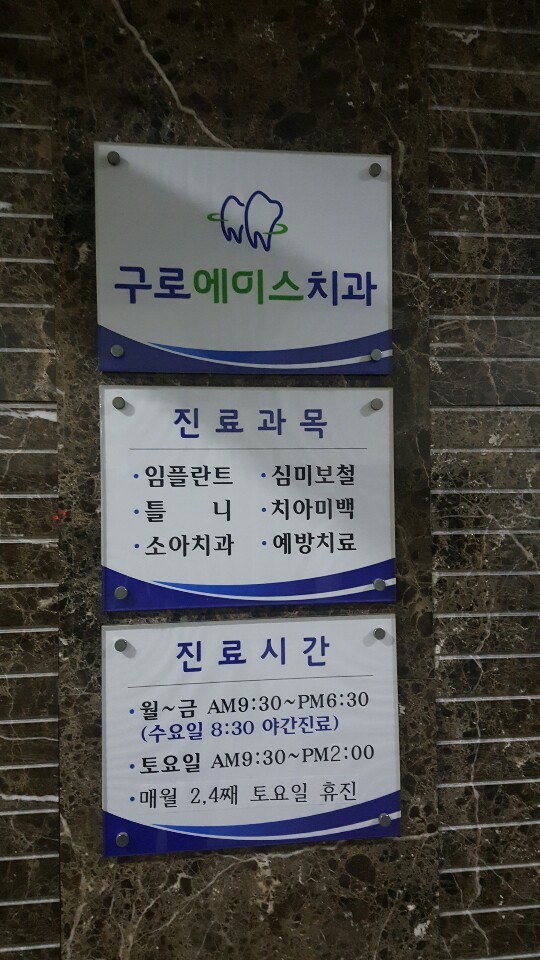 구로에이스치과
진료과목
· 임플란트 · 심미보철
· 틀 니 · 치아미백
· 소아치과 · 예방치료
진료시간
· 월~금 AM9:30~PM6:30
(수요일 8:30 야간진료)
· 토요일 AM9:30~PM2:00
· 매월 2,4째 토요일 휴진